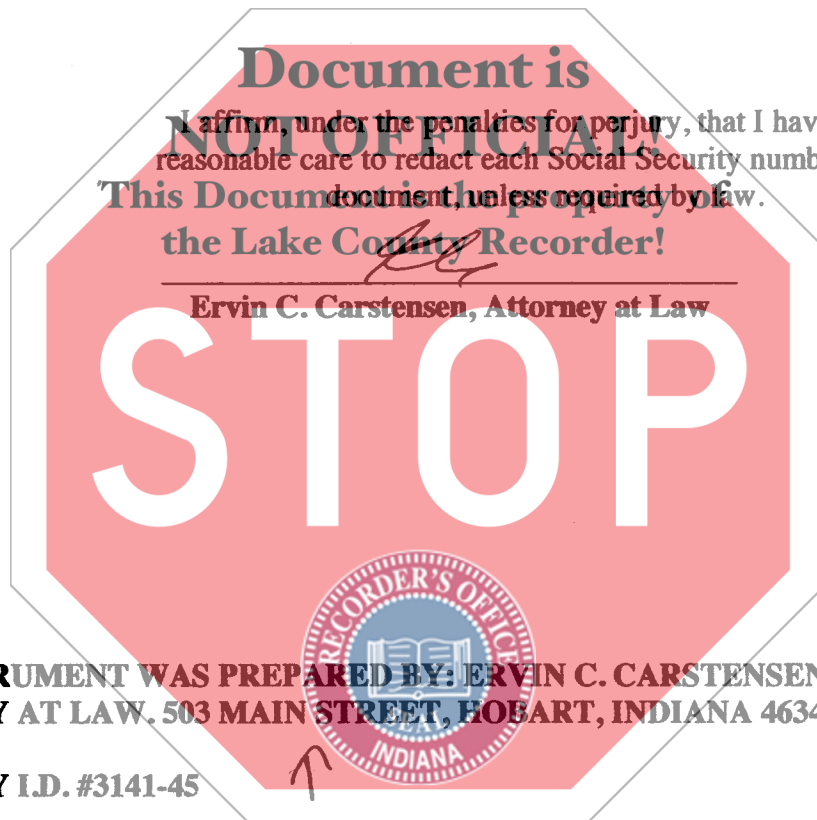 Document is
NOT OFFICIAL!
I affirm, under the penalties for perjury, that I hav
reasonable care to redact each Social Security numb
document, unless required by law.
This Document is the property of
the Lake County Recorder!
Ervin C. Carstensen, Attorney at Law
STOP
RECORDER'S OFFICE
SEAL
INDIANA
RUMENT WAS PREPARED BY: ERVIN C. CARSTENSEN
Y AT LAW. 503 MAIN STREET, HOBART, INDIANA 4634
Y I.D. #3141-45